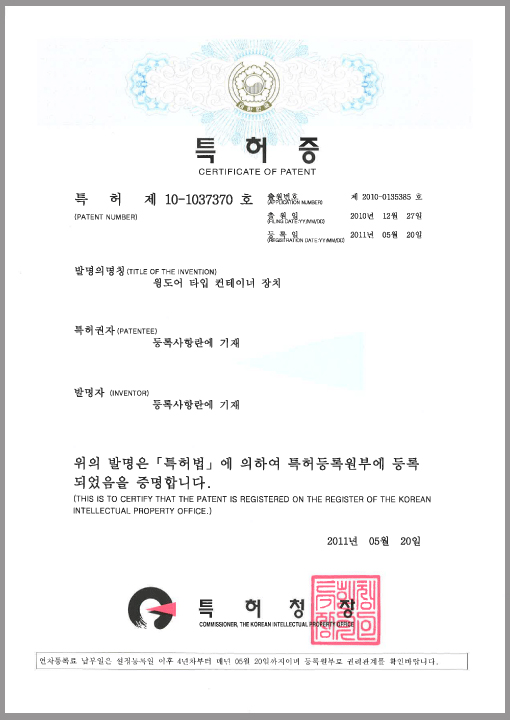 특 허 증
CERTIFICATE OF PATENT
특 허 제 10-1037370 호
(PATENT NUMBER)
출원번호 제 2010-0135385 호
(APPLICATION NUMBER)
출 원 일 2010년 12월 27일
(FILING DATE:YY/MM/DD)
등 록 일 2011년 05월 20일
(REGISTRATION DATE:YY/MM/DD)
발명의명칭 (TITLE OF THE INVENTION)
윙도어 타입 컨테이너 장치
특허권자 (PATENTEE)
등록사항란에 기재
발명자 (INVENTOR)
등록사항란에 기재
위의 발명은 「특허법」에 의하여 특허등록원부에 등록
되었음을 증명합니다.
(THIS IS TO CERTIFY THAT THE PATENT IS REGISTERED ON THE REGISTER OF THE KOREAN
INTELLECTUAL PROPERTY OFFICE.)
2011년 05월 20일
특 허 청 장
COMMISSIONER, THE KOREAN INTELLECTUAL PROPERTY OFFICE
연차등록료 납부일은 설정등록일 이후 4년차부터 매년 05월 20일까지이며 등록원부로 권리관계를 확인바랍니다.